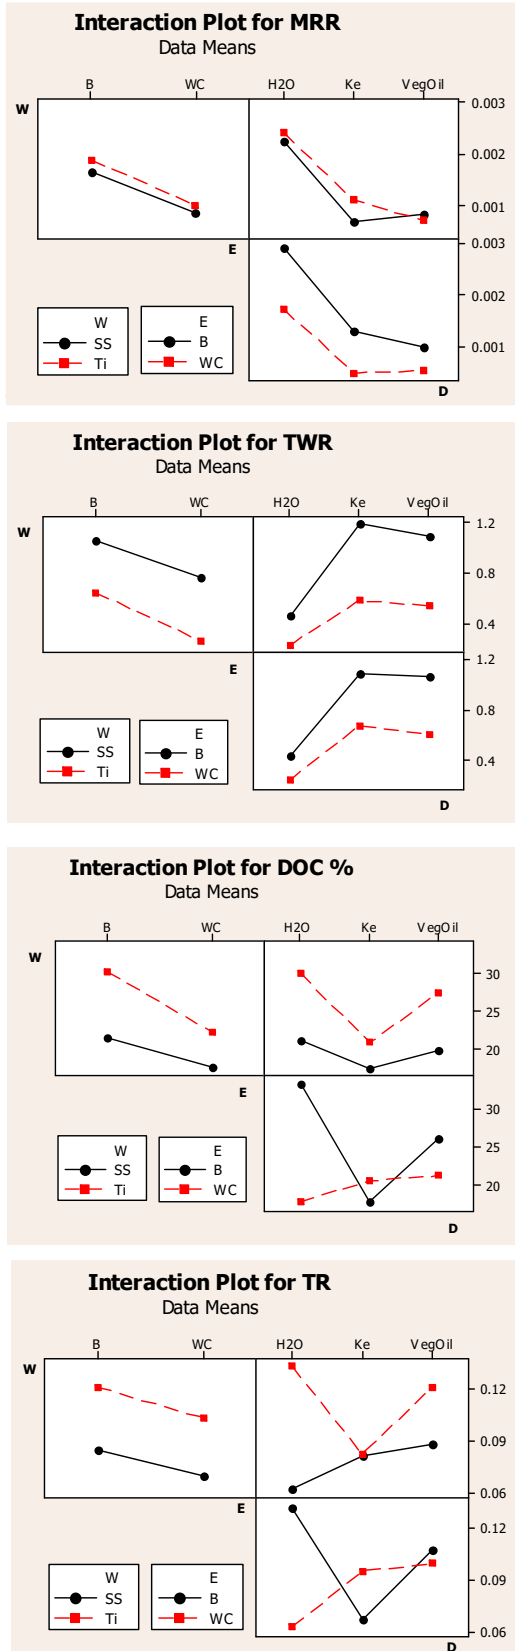 Interaction Plot for MRR
Data Means
B WC H2O Ke VegOil
W
0.003
0.002
0.001
E
0.003
0.002
0.001
W
SS
Ti
E
B
WC
D
Interaction Plot for TWR
Data Means
B WC H2O Ke VegOil
W
1.2
0.8
0.4
E
1.2
0.8
0.4
W
SS
Ti
E
B
WC
D
Interaction Plot for DOC %
Data Means
B WC H2O Ke VegOil
W
30
25
20
E
30
25
20
W
SS
Ti
E
B
WC
D
Interaction Plot for TR
Data Means
B WC H2O Ke VegOil
W
0.12
0.09
0.06
E
0.12
0.09
0.06
W
SS
Ti
E
B
WC
D